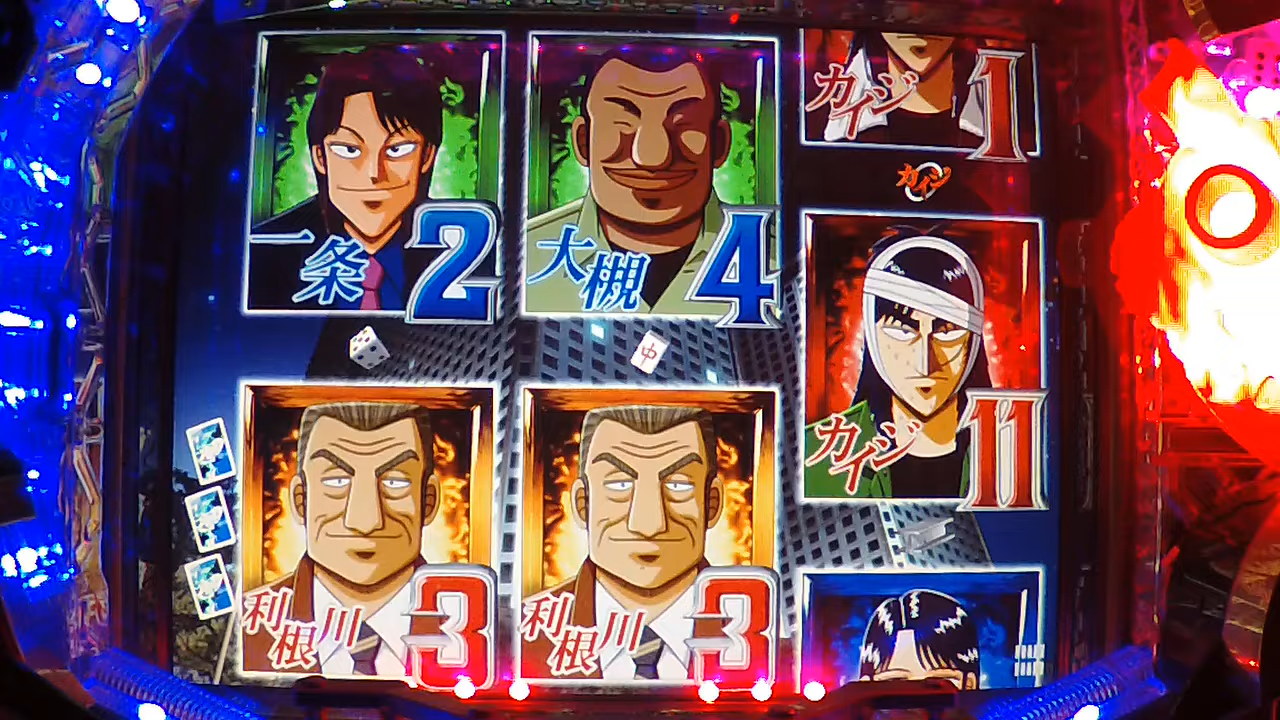 一条 2
大槻 4
カイジ 1
カイジ
中
カイジ 11
利根川 3
利根川 3